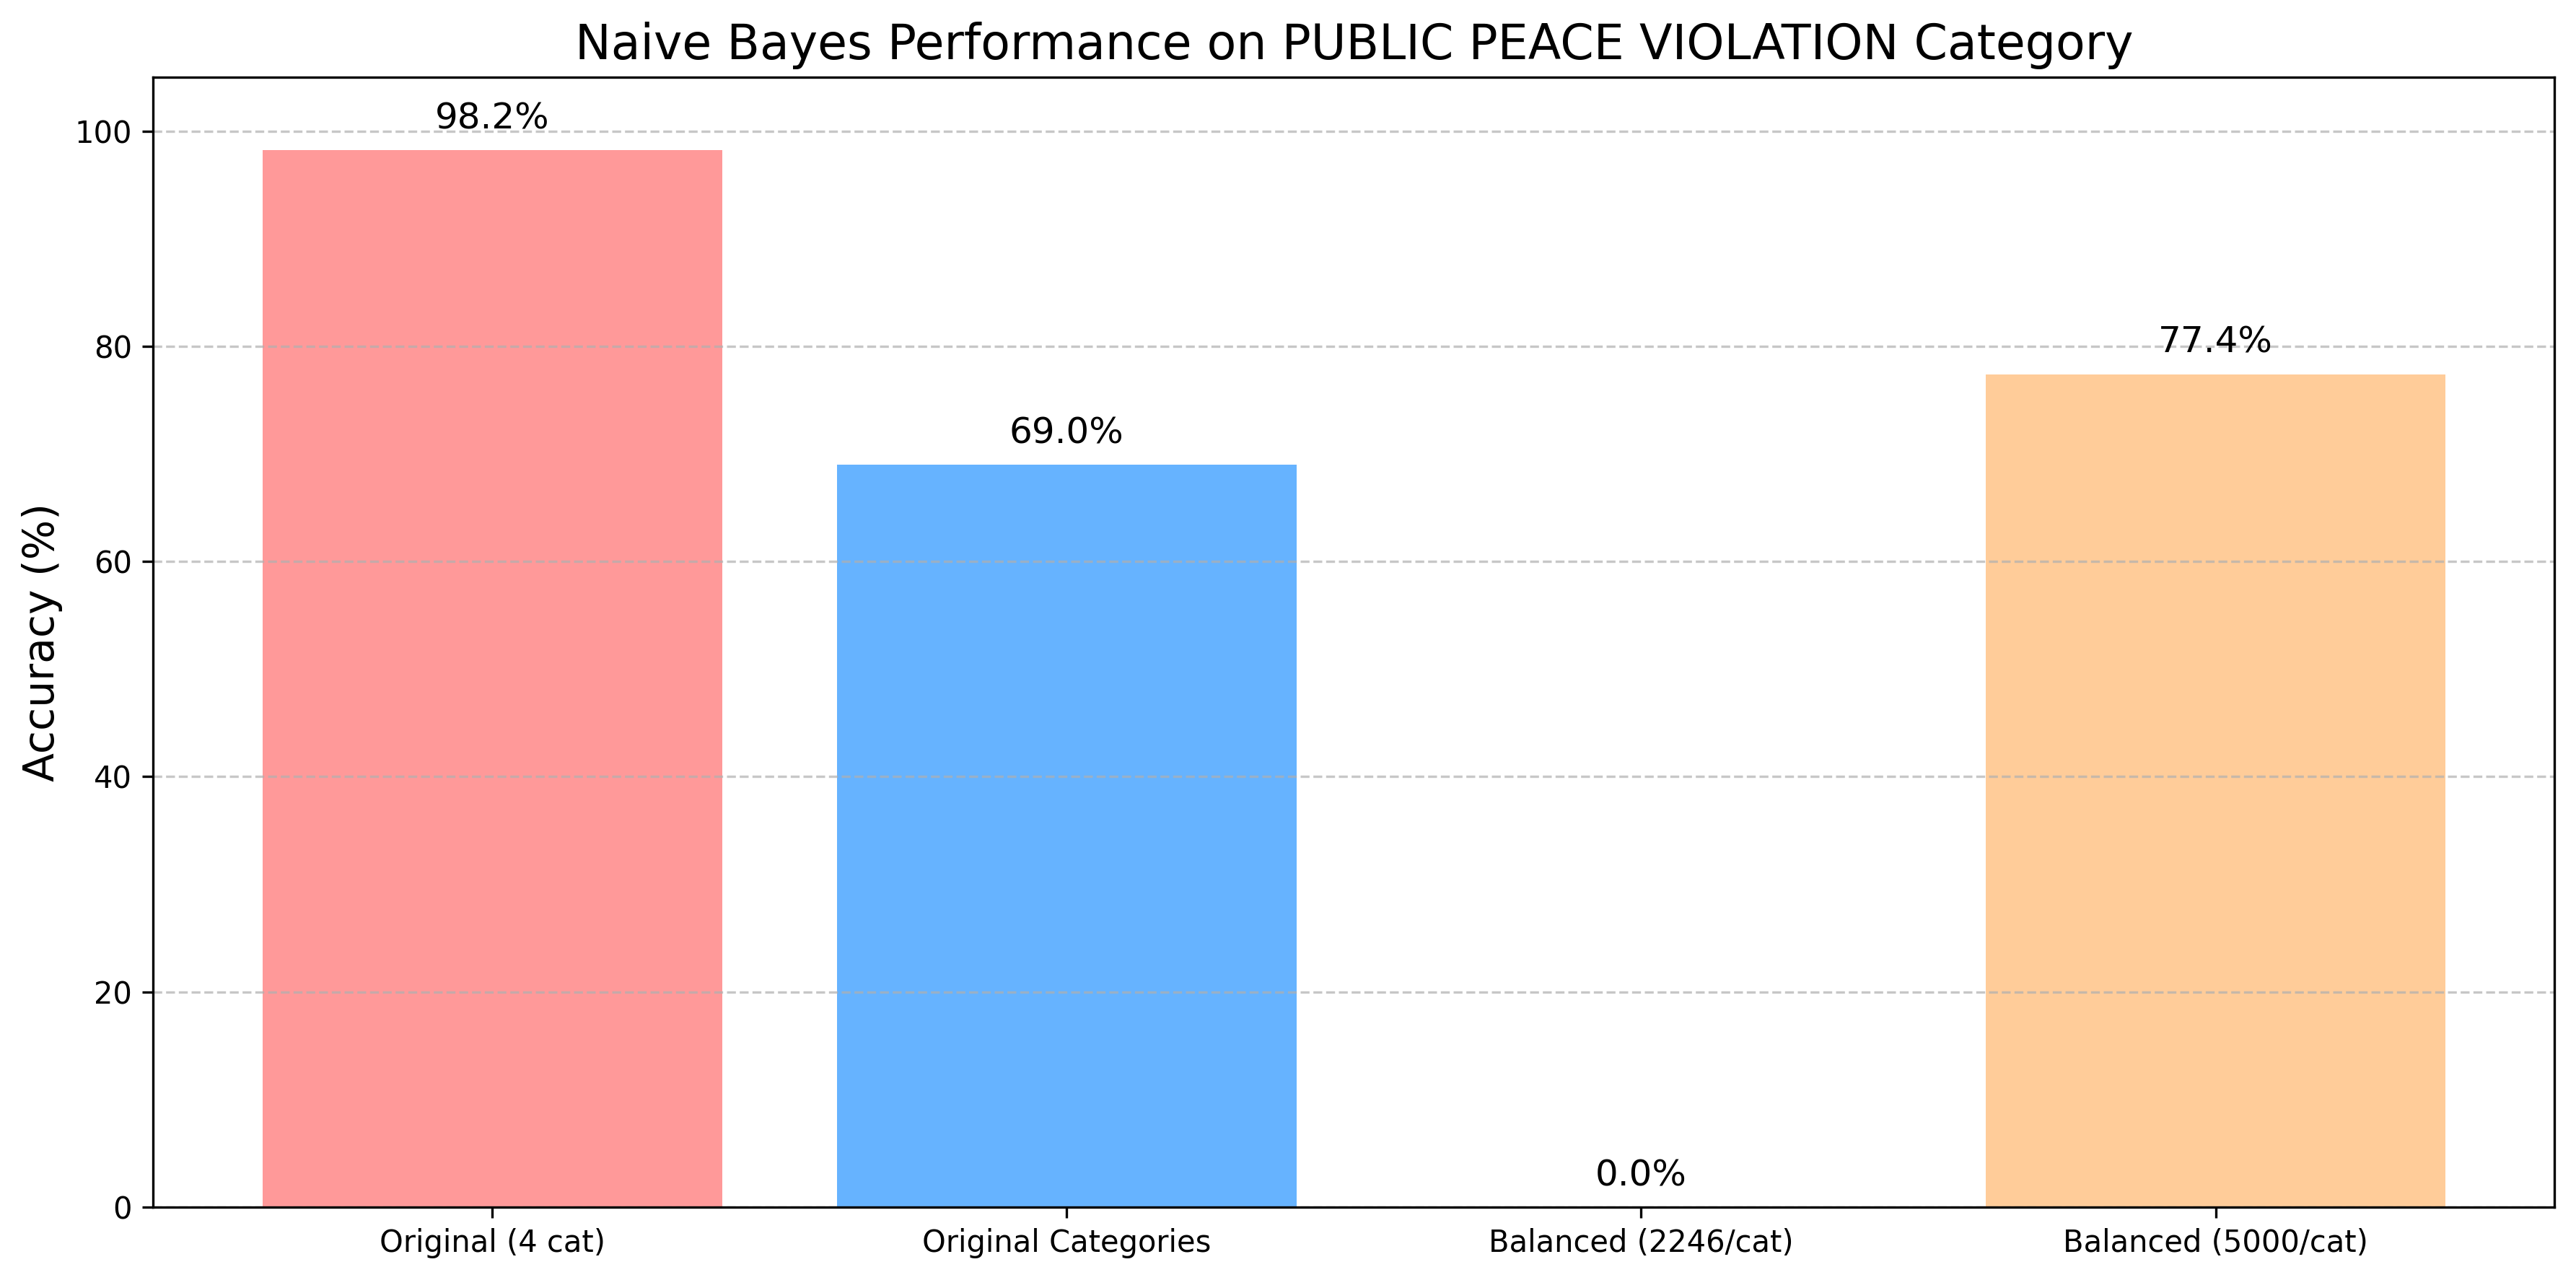 Naive Bayes Performance on PUBLIC PEACE VIOLATION Category
Accuracy (%)
100
80
60
40
20
0
98.2%
69.0%
0.0%
77.4%
Original (4 cat)
Original Categories
Balanced (2246/cat)
Balanced (5000/cat)